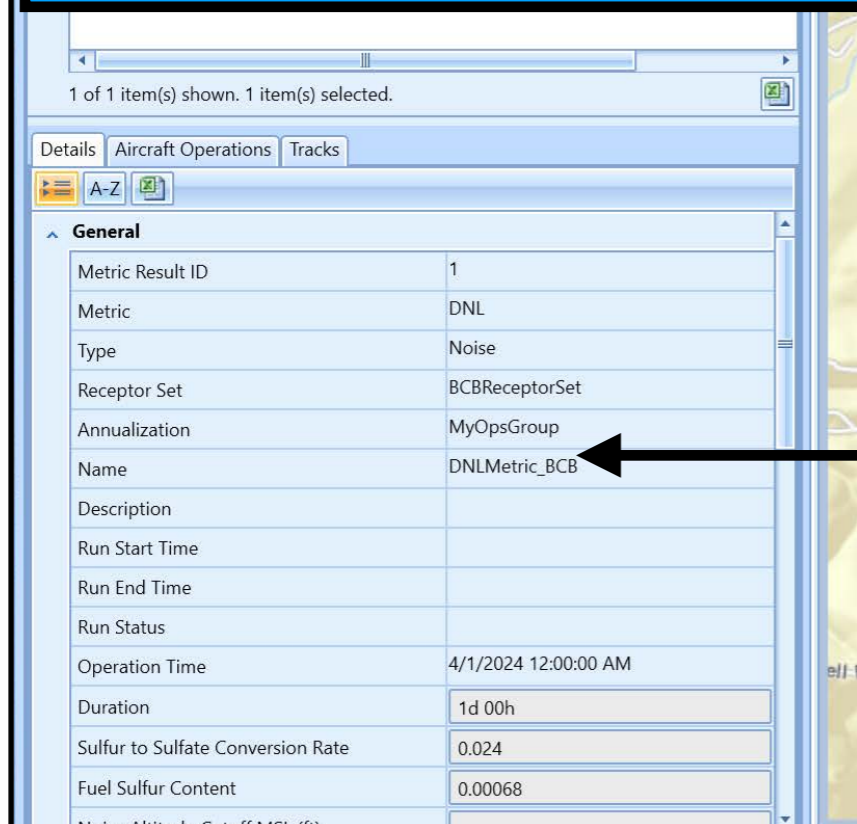 1 of 1 item(s) shown. 1 item(s) selected.
Details Aircraft Operations Tracks
A-Z
General
Metric Result ID 1
Metric DNL
Type Noise
Receptor Set BCBReceptorSet
Annualization MyOpsGroup
Name DNLMetric_BCB
Description
Run Start Time
Run End Time
Run Status
Operation Time 4/1/2024 12:00:00 AM
Duration 1d 00h
Sulfur to Sulfate Conversion Rate 0.024
Fuel Sulfur Content 0.00068